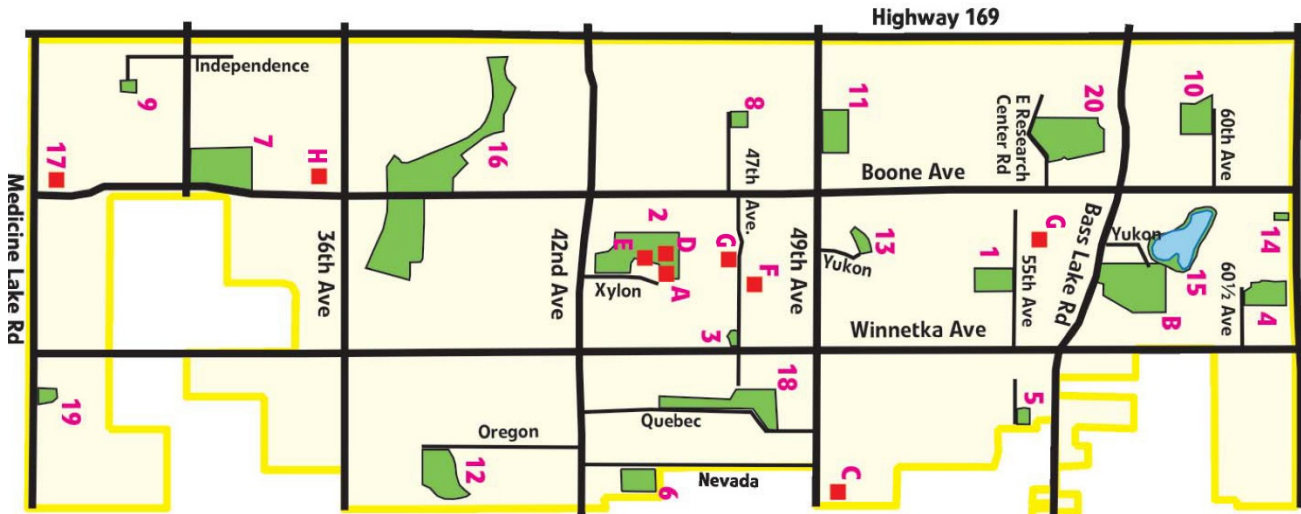 Highway 169
Independence
9
7
17
H
16
8
11
E Research
Center Rd
20
10
60th Ave
47th
Ave.
Boone Ave
Medicine Lake Rd
36th Ave
42nd Ave
2
E
D
A
Xylon
G
F
49th Ave
13
Yukon
1
G
55th Ave
Bass Lake Rd
Yukon
15
B
14
60½ Ave
4
3
Winnetka Ave
19
18
Quebec
5
Oregon
12
6
Nevada
C